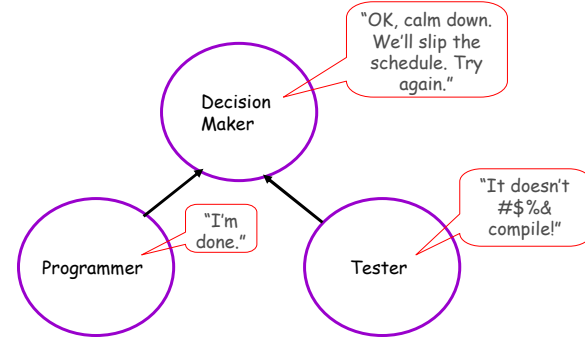 “OK, calm down.
We’ll slip the
schedule. Try
again.”
Decision
Maker
“I’m
done.”
Programmer
“It doesn’t
#$%&
compile!”
Tester